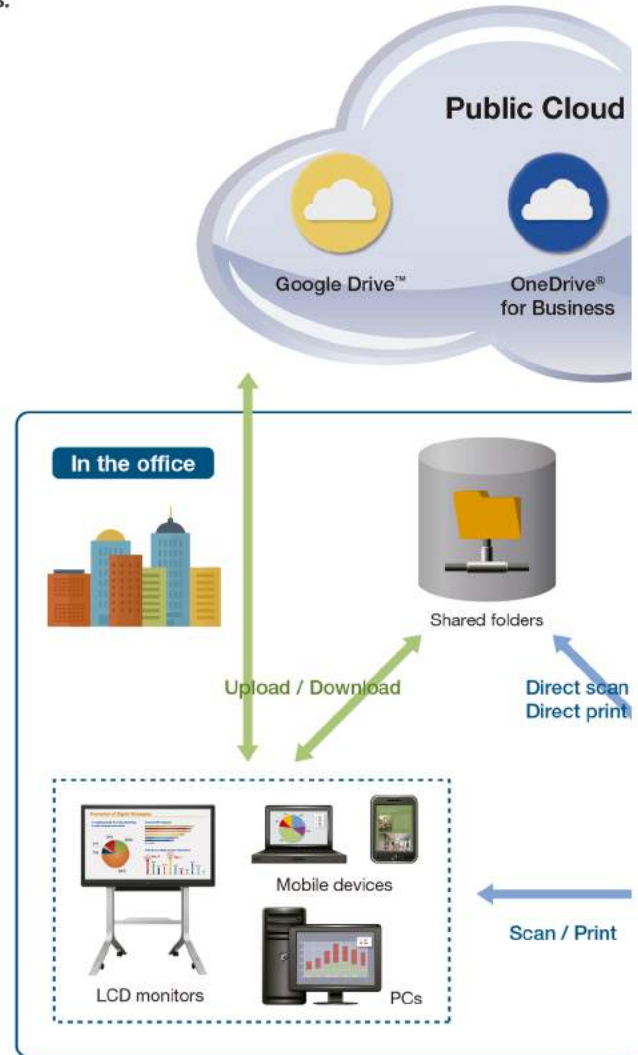 s.
Public Cloud
Google Drive™
OneDrive®
for Business
In the office
Shared folders
Upload / Download
Direct scan
Direct print
Mobile devices
Scan / Print
LCD monitors
PCs